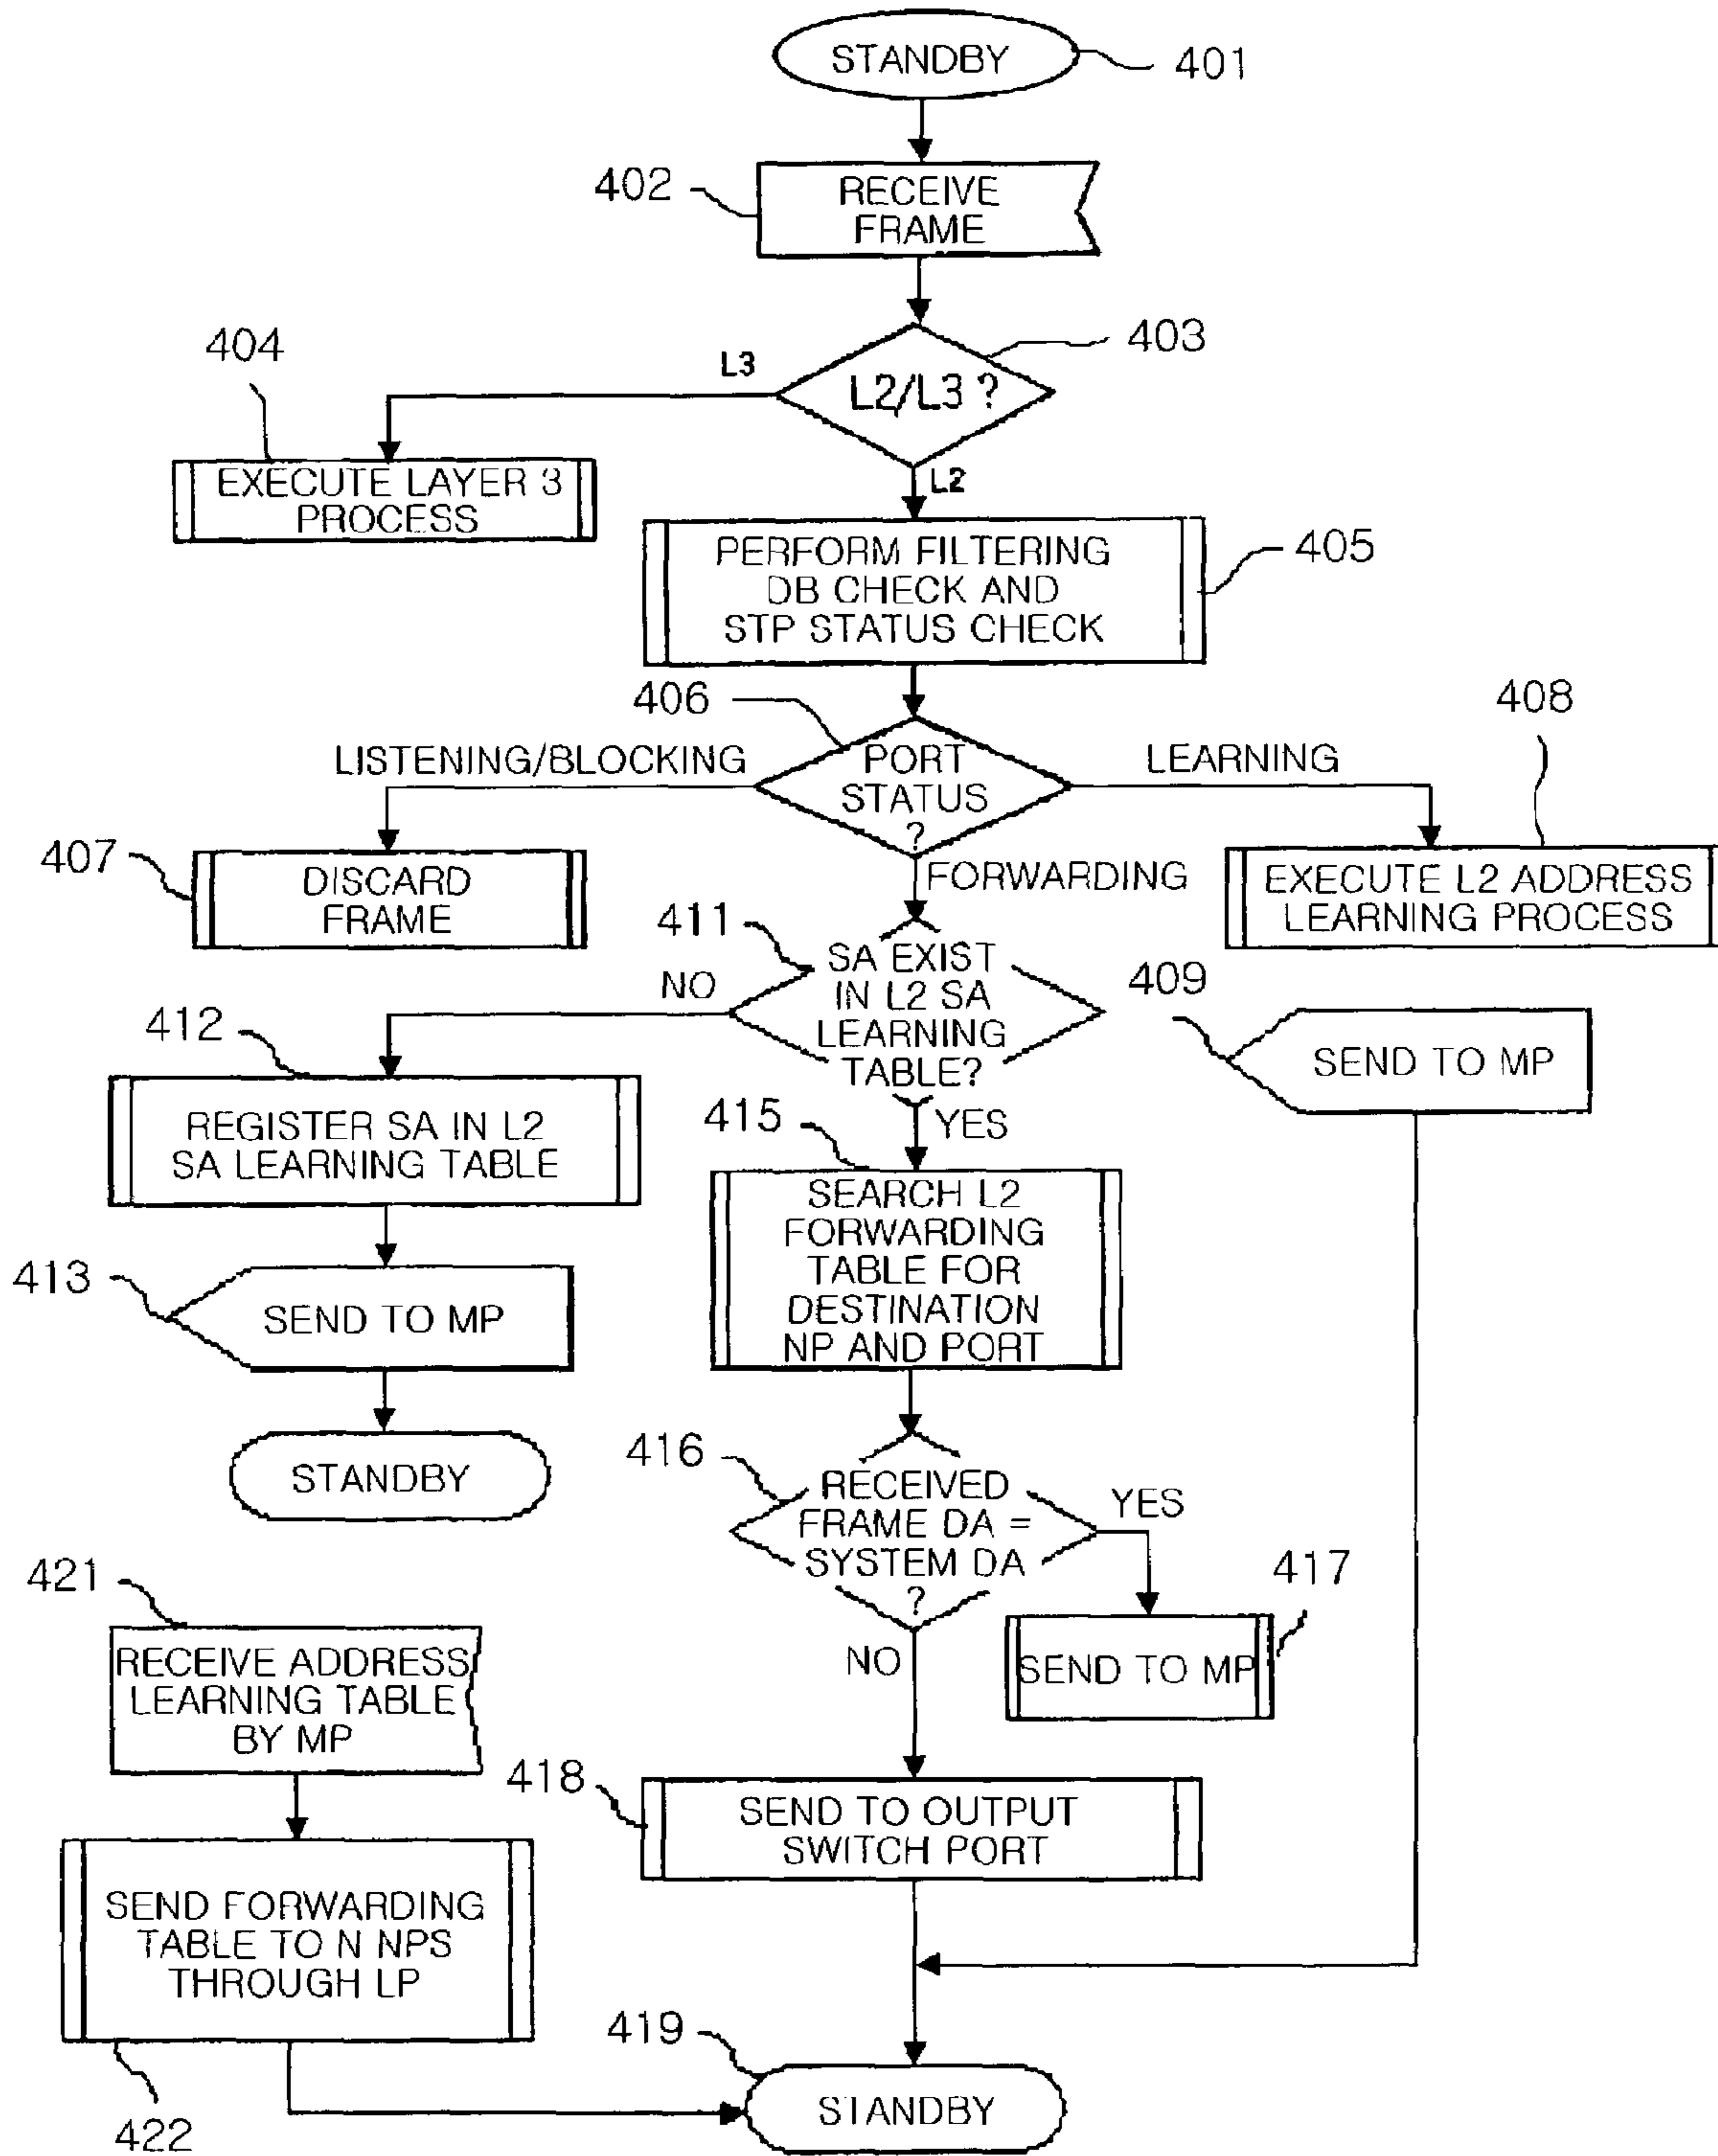 STANDBY
401
402
RECEIVE
FRAME
403
404
L3
L2/L3 ?
L2
EXECUTE LAYER 3
PROCESS
PERFORM FILTERING
DB CHECK AND
STP STATUS CHECK
405
406
408
LISTENING/BLOCKING
PORT
STATUS
?
LEARNING
407
DISCARD
FRAME
FORWARDING
EXECUTE L2 ADDRESS
LEARNING PROCESS
411
NO
SA EXIST
IN L2 SA
LEARNING
TABLE?
409
SEND TO MP
412
YES
REGISTER SA IN L2
SA LEARNING TABLE
415
SEARCH L2
FORWARDING
TABLE FOR
DESTINATION
NP AND PORT
413
SEND TO MP
STANDBY
416
RECEIVED
FRAME DA =
SYSTEM DA
?
YES
417
SEND TO MP
NO
421
RECEIVE ADDRESS
LEARNING TABLE
BY MP
418
SEND TO OUTPUT
SWITCH PORT
SEND FORWARDING
TABLE TO N NPS
THROUGH LP
422
419
STANDBY